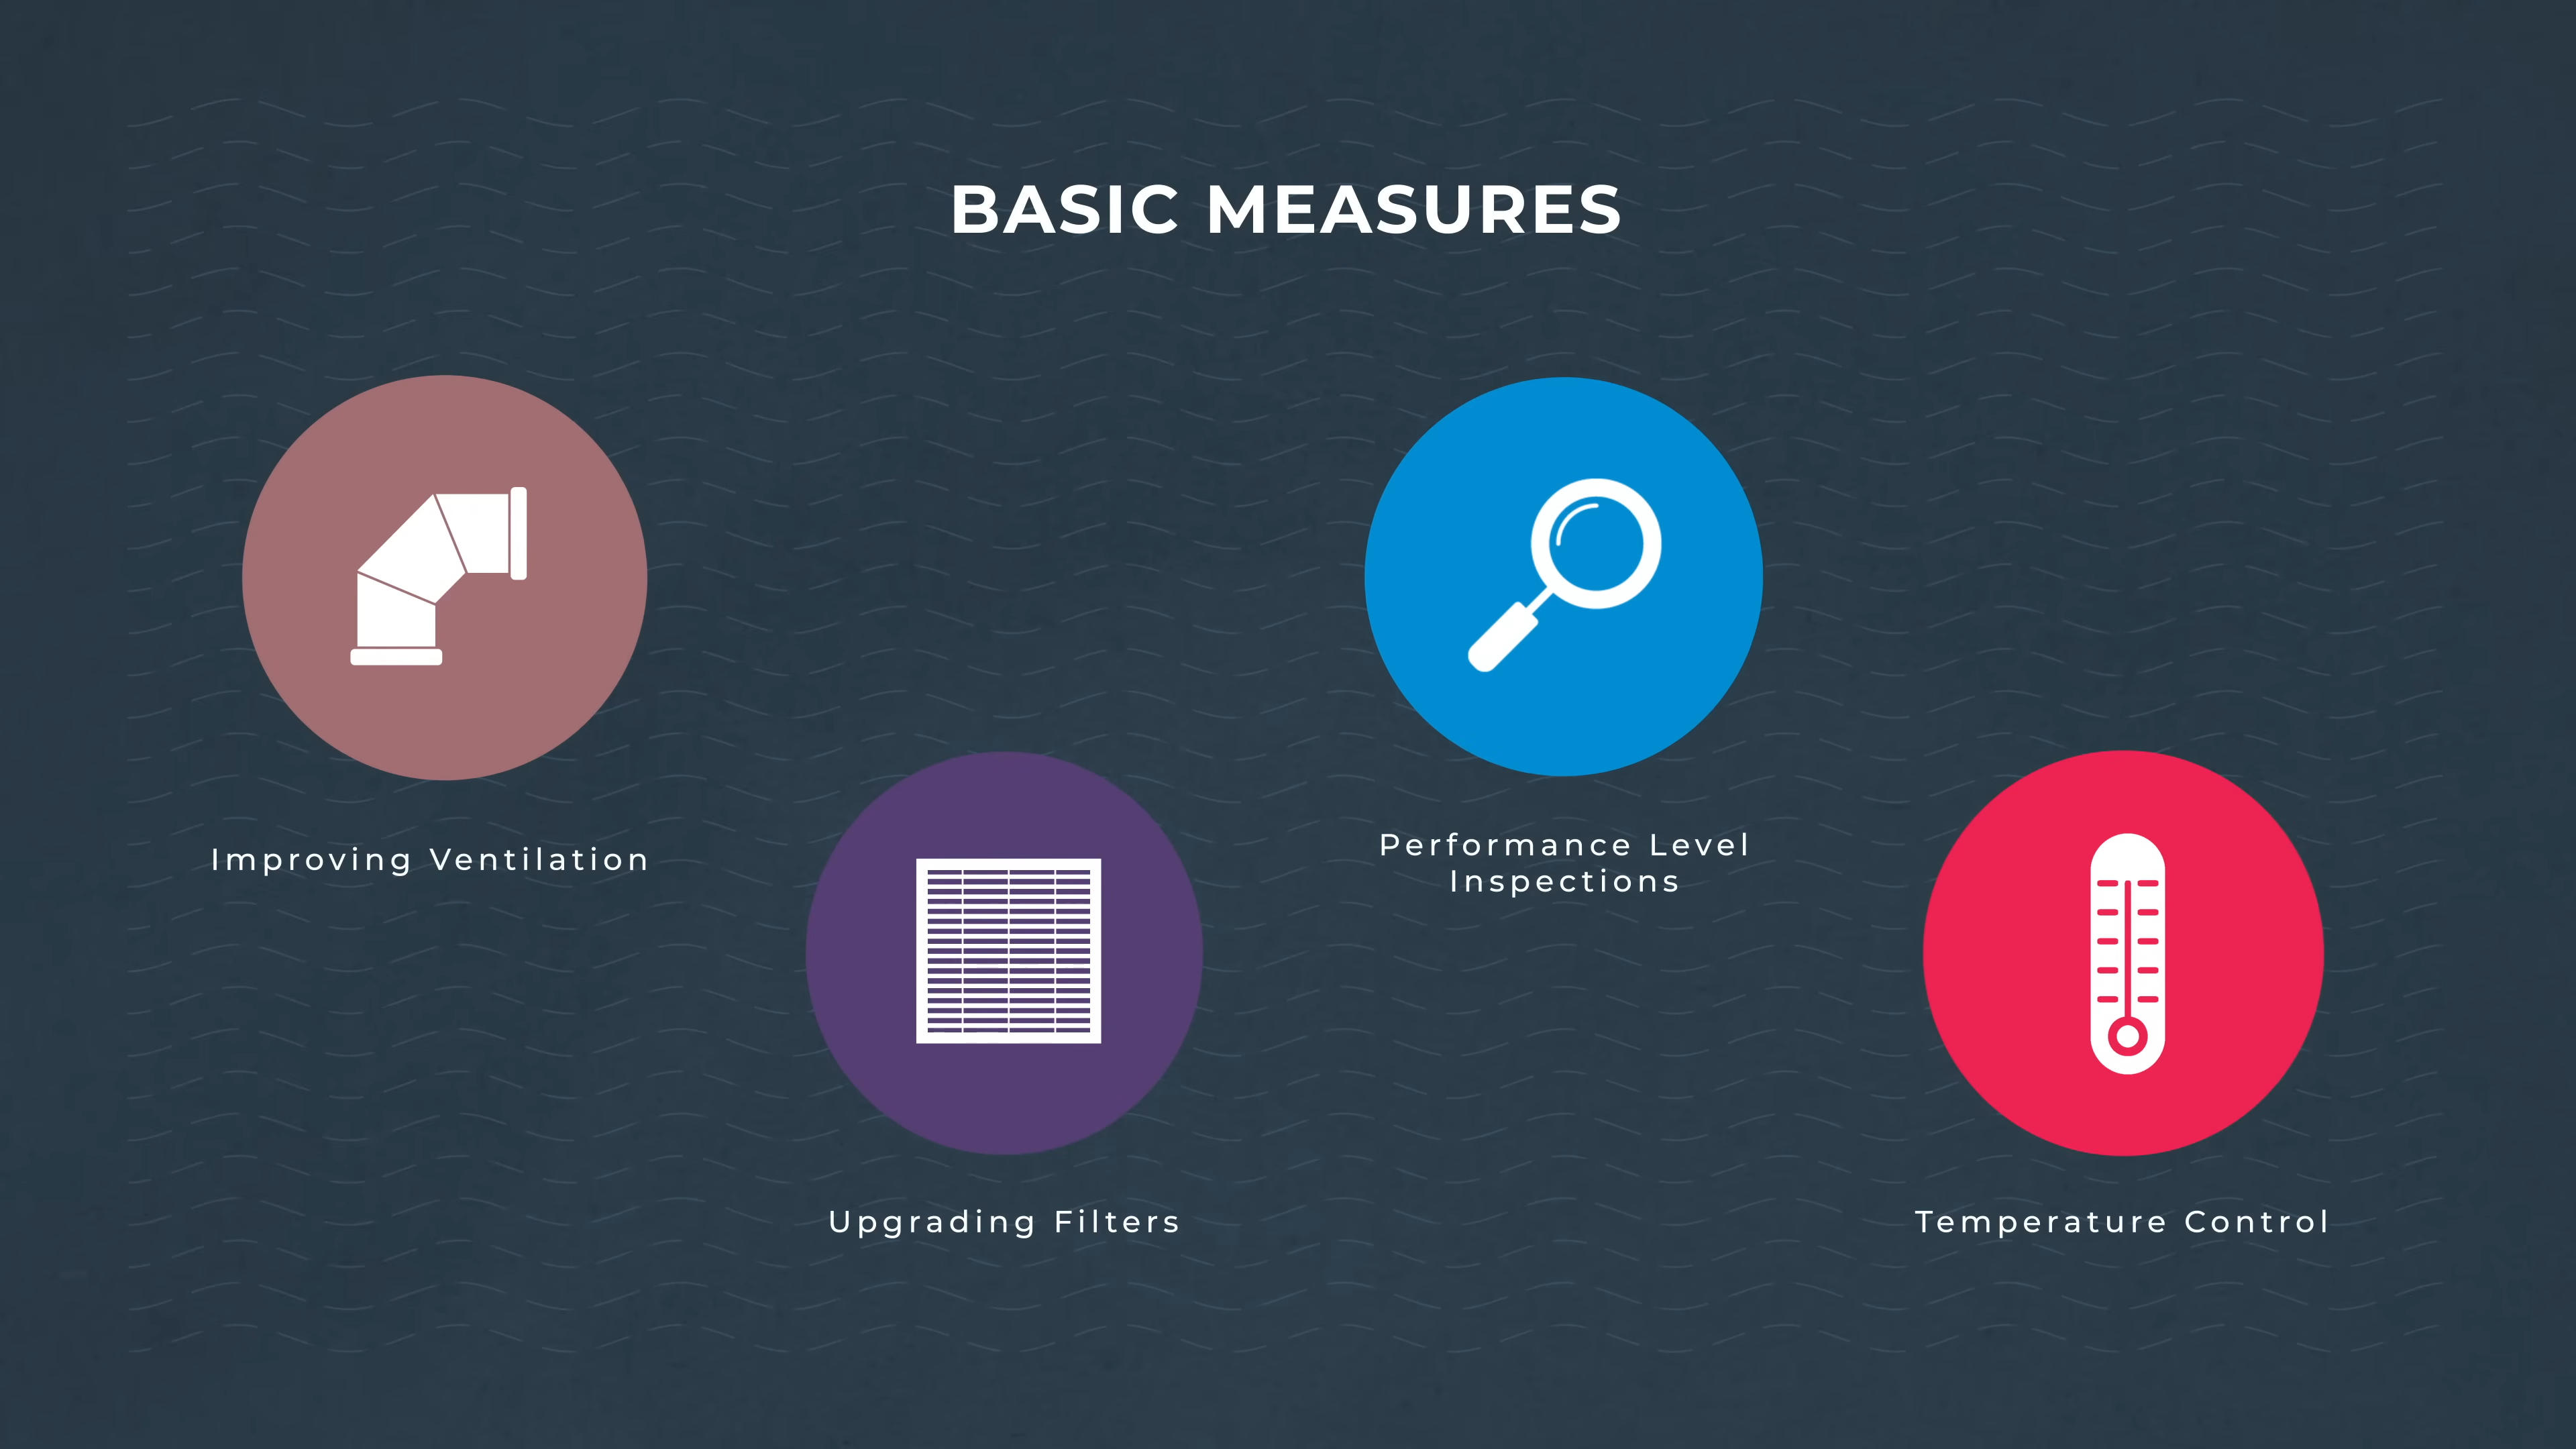 BASIC MEASURES
Improving Ventilation
Upgrading Filters
Performance Level
Inspections
Temperature Control